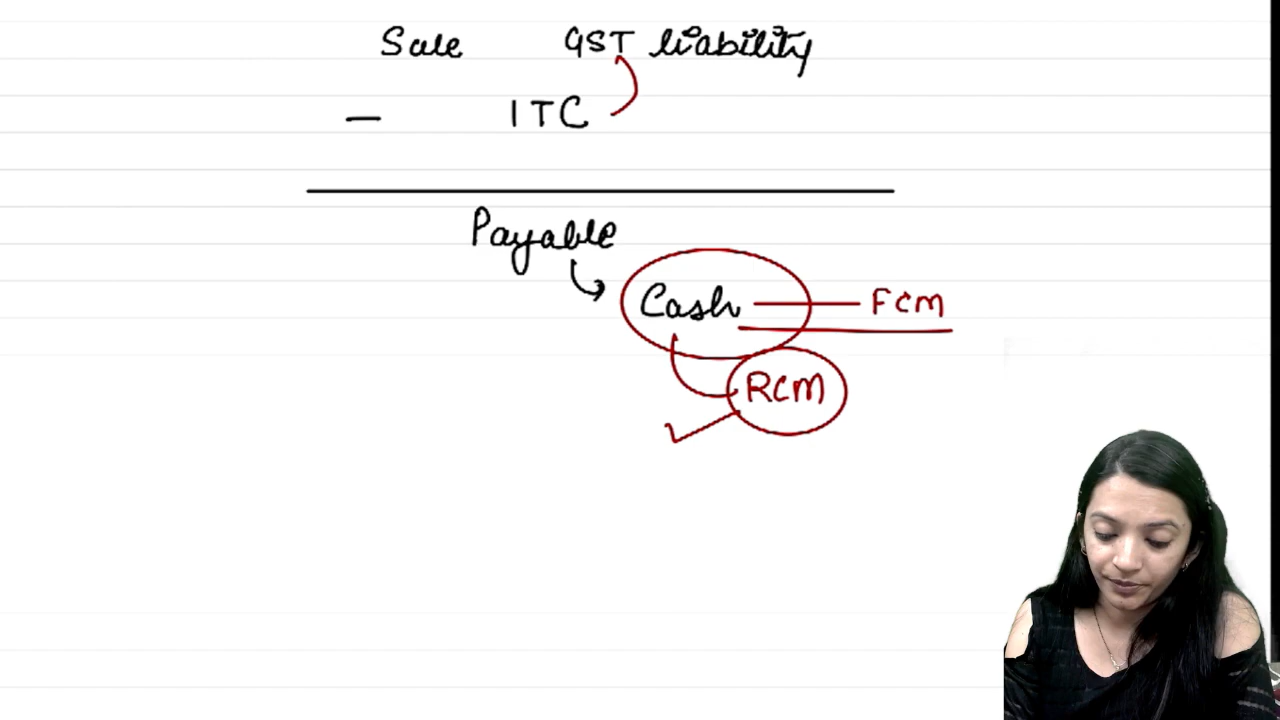 Sale GST liability
— ITC
Payable
Cash — FCM
RCM